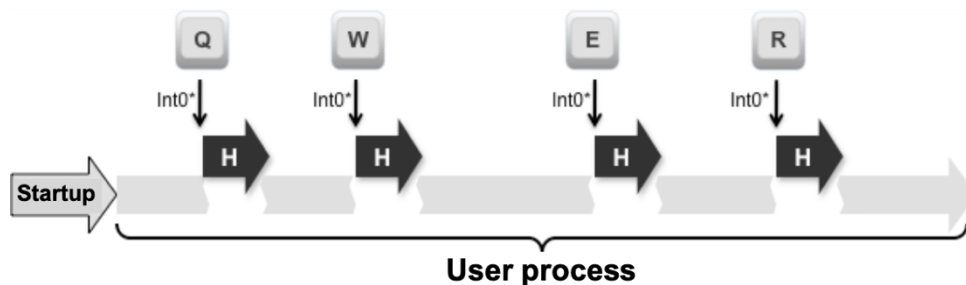 Q W E R
Int0* Int0* Int0* Int0*
H H H H
Startup
User process